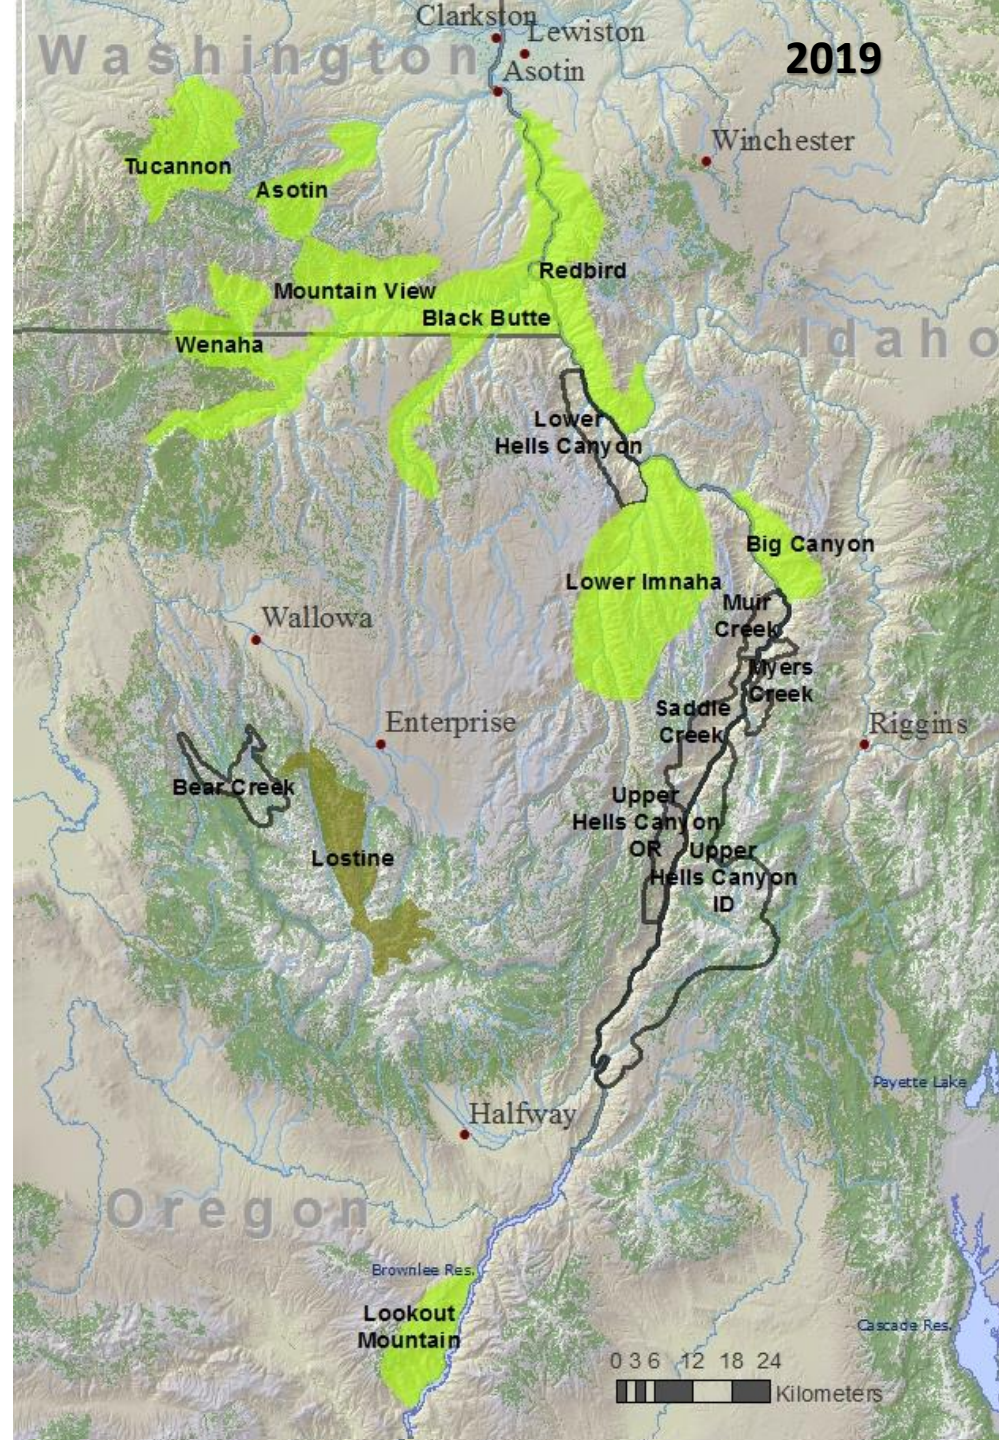 Clarkston
Lewiston
Washington
2019
Asotin
Winchester
Tucannon
Asotin
Redbird
Mountain View
Black Butte
Idaho
Wenaha
Lower
Hells Canyon
Big Canyon
Lower Imnaha
Muir
Creek
Wallowa
Myers
Creek
Saddle
Creek
Enterprise
Riggins
Bear Creek
Upper
Hells Canyon
OR
Upper
Hells Canyon
ID
Lostine
Payette Lake
Halfway
Oregon
Brownlee Res.
Lookout
Mountain
Cascade Res.
0 3 6 12 18 24
Kilometers